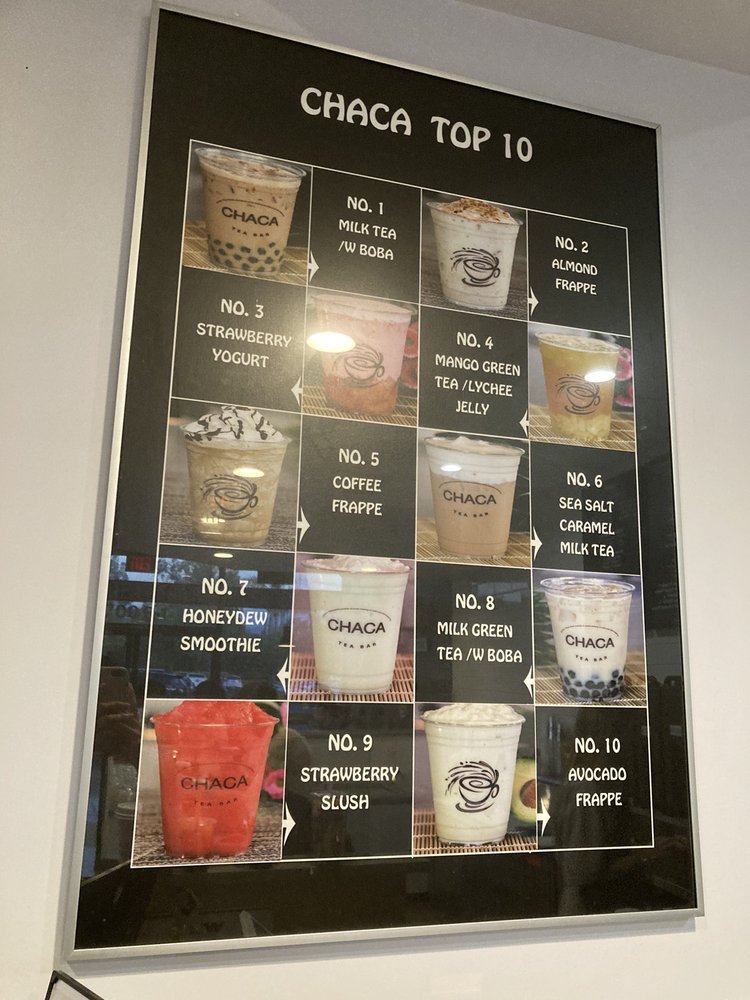 CHACA TOP 10
CHACA
TEA BAR
NO. 1
MILK TEA
/W BOBA
NO. 2
ALMOND
FRAPPE
NO. 3
STRAWBERRY
YOGURT
NO. 4
MANGO GREEN
TEA /LYCHEE
JELLY
NO. 5
COFFEE
FRAPPE
CHACA
TEA BAR
NO. 6
SEA SALT
CARAMEL
MILK TEA
NO. 7
HONEYDEW
SMOOTHIE
CHACA
TEA BAR
NO. 8
MILK GREEN
TEA /W BOBA
CHACA
TEA BAR
CHACA
TEA BAR
NO. 9
STRAWBERRY
SLUSH
NO. 10
AVOCADO
FRAPPE